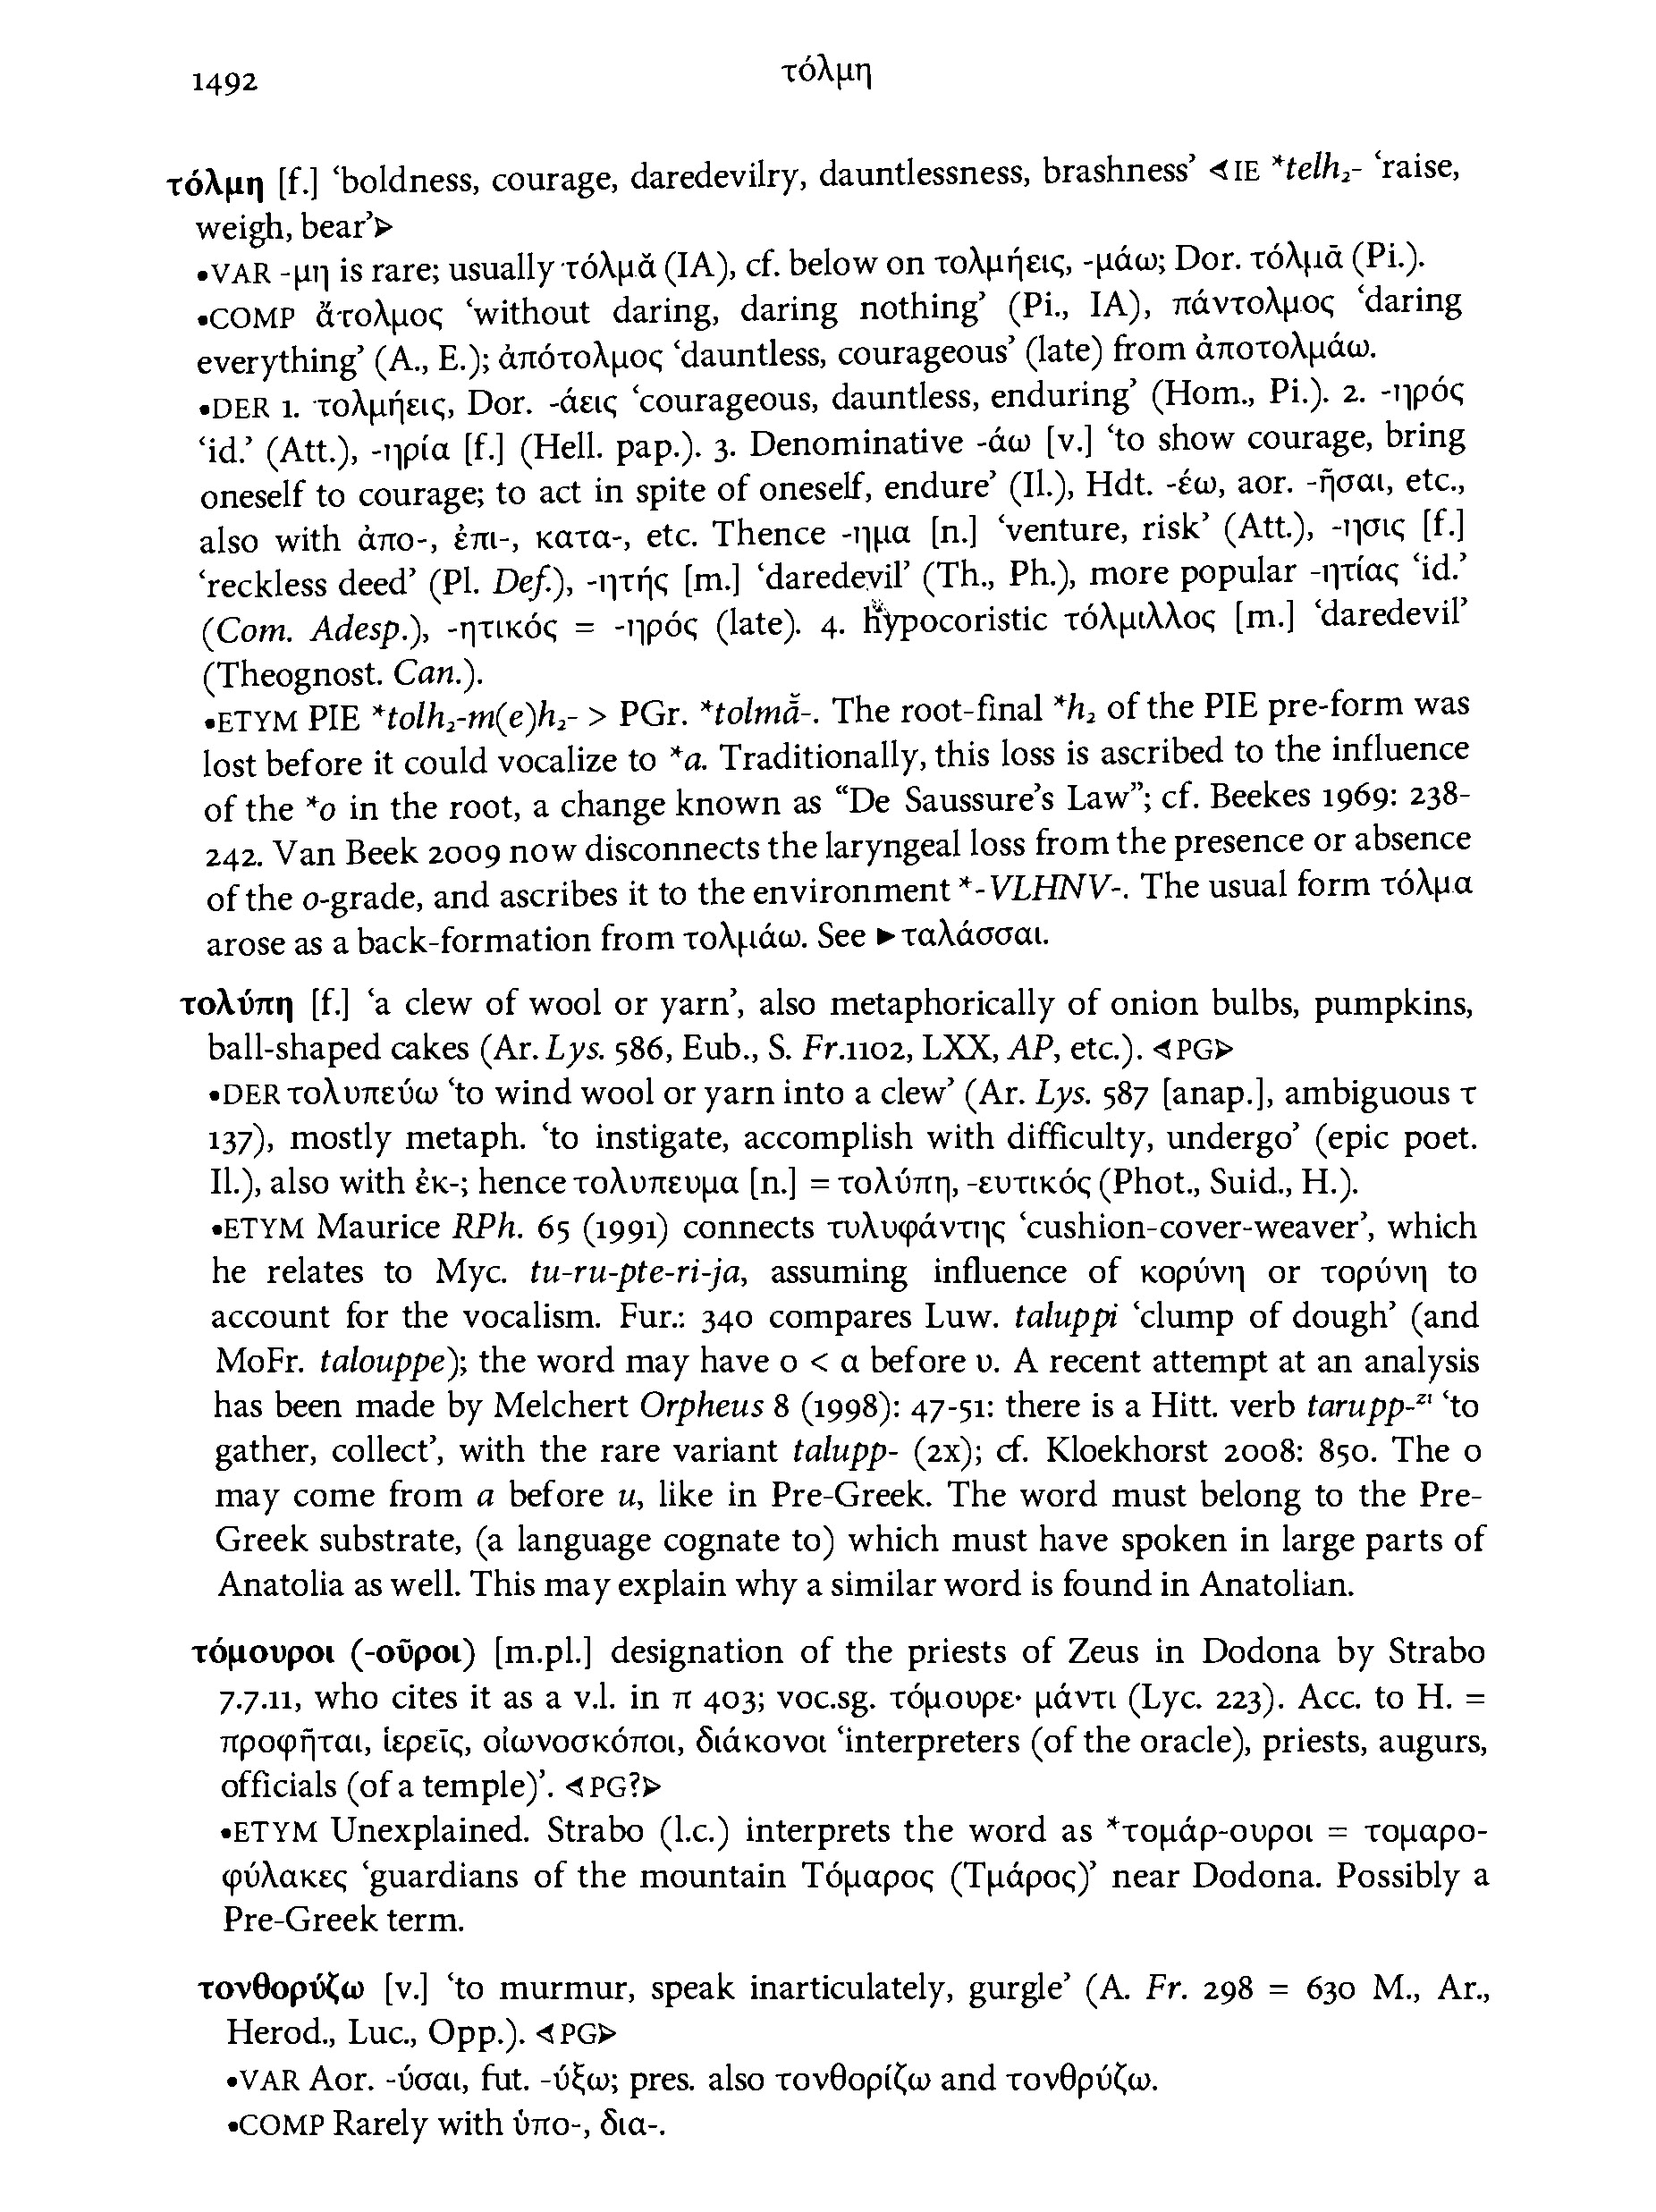 1492
τόλμη
τόλμη [f.] ‘boldness, courage, daredevilry, dauntlessness, brashness’ ⋖IE *telh₂- ‘raise,
weigh, bear’⋗
•VAR -μη is rare; usually τόλμᾰ (IA), cf. below on τολμήεις, -μάω; Dor. τόλμᾱ (Pi.).
•COMP ἄτολμος ‘without daring, daring nothing’ (Pi., IA), πάντολμος ‘daring
everything’ (A., E.); ἀπότολμος ‘dauntless, courageous’ (late) from ἀποτολμάω.
•DER 1. τολμήεις, Dor. -άεις ‘courageous, dauntless, enduring’ (Hom., Pi.). 2. -ηρός
‘id.’ (Att.), -ηρία [f.] (Hell. pap.). 3. Denominative -άω [v.] ‘to show courage, bring
oneself to courage; to act in spite of oneself, endure’ (Il.), Hdt. -έω, aor. -ῆσαι, etc.,
also with ἀπο-, ἐπι-, κατα-, etc. Thence -ημα [n.] ‘venture, risk’ (Att.), -ησις [f.]
‘reckless deed’ (Pl. Def.), -ητής [m.] ‘daredevil’ (Th., Ph.), more popular -ητίας ‘id.’
(Com. Adesp.), -ητικός = -ηρός (late). 4. hypocoristic τόλμιλλος [m.] ‘daredevil’
(Theognost. Can.).
•ETYM PIE *tolh₂-m(e)h₂- > PGr. *tolmā̆-. The root-final *h₂ of the PIE pre-form was
lost before it could vocalize to *a. Traditionally, this loss is ascribed to the influence
of the *o in the root, a change known as “De Saussure’s Law”; cf. Beekes 1969: 238-
242. Van Beek 2009 now disconnects the laryngeal loss from the presence or absence
of the o-grade, and ascribes it to the environment *-VLHNV-. The usual form τόλμα
arose as a back-formation from τολμάω. See ►ταλάσσαι.
τολύπη [f.] ‘a clew of wool or yarn’, also metaphorically of onion bulbs, pumpkins,
ball-shaped cakes (Ar. Lys. 586, Eub., S. Fr.1102, LXX, AP, etc.). ⋖PG⋗
•DER τολυπεύω ‘to wind wool or yarn into a clew’ (Ar. Lys. 587 [anap.], ambiguous τ
137), mostly metaph. ‘to instigate, accomplish with difficulty, undergo’ (epic poet.
Il.), also with ἐκ-; hence τολυπευμα [n.] = τολύπη, -ευτικός (Phot., Suid., H.).
•ETYM Maurice RPh. 65 (1991) connects τυλυφάντης ‘cushion-cover-weaver’, which
he relates to Myc. tu-ru-pte-ri-ja, assuming influence of κορύνη or τορύνη to
account for the vocalism. Fur.: 340 compares Luw. taluppi ‘clump of dough’ (and
MoFr. talouppe); the word may have ο < α before υ. A recent attempt at an analysis
has been made by Melchert Orpheus 8 (1998): 47-51: there is a Hitt. verb tarupp-ᶻⁱ ‘to
gather, collect’, with the rare variant talupp- (2x); cf. Kloekhorst 2008: 850. The ο
may come from a before u, like in Pre-Greek. The word must belong to the Pre-
Greek substrate, (a language cognate to) which must have spoken in large parts of
Anatolia as well. This may explain why a similar word is found in Anatolian.
τόμουροι (-οῦροι) [m.pl.] designation of the priests of Zeus in Dodona by Strabo
7.7.11, who cites it as a v.l. in π 403; voc.sg. τόμουρε· μάντι (Lyc. 223). Acc. to H. =
προφῆται, ἱερεῖς, οἰωνοσκόποι, διάκονοι ‘interpreters (of the oracle), priests, augurs,
officials (of a temple)’. ⋖PG?⋗
•ETYM Unexplained. Strabo (l.c.) interprets the word as *τομάρ-ουροι = τομαρο-
φύλακες ‘guardians of the mountain Τόμαρος (Τμάρος)’ near Dodona. Possibly a
Pre-Greek term.
τονθορύζω [v.] ‘to murmur, speak inarticulately, gurgle’ (A. Fr. 298 = 630 M., Ar.,
Herod., Luc., Opp.). ⋖PG⋗
•VAR Aor. -ύσαι, fut. -ύξω; pres. also τονθορίζω and τονθρύζω.
•COMP Rarely with ὑπο-, δια-.